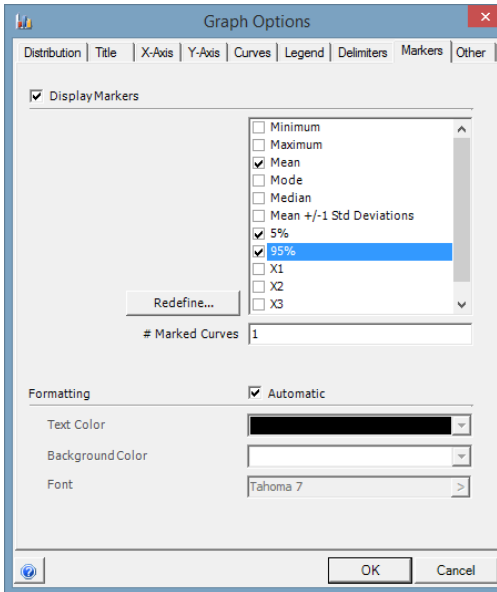 Graph Options
Distribution Title X-Axis Y-Axis Curves Legend Delimiters Markers Other
Display Markers
Minimum
Maximum
Mean
Mode
Median
Mean +/-1 Std Deviations
5%
95%
X1
X2
Redefine... X3
# Marked Curves 1
Formatting Automatic
Text Color
Background Color
Font Tahoma 7 >
OK Cancel